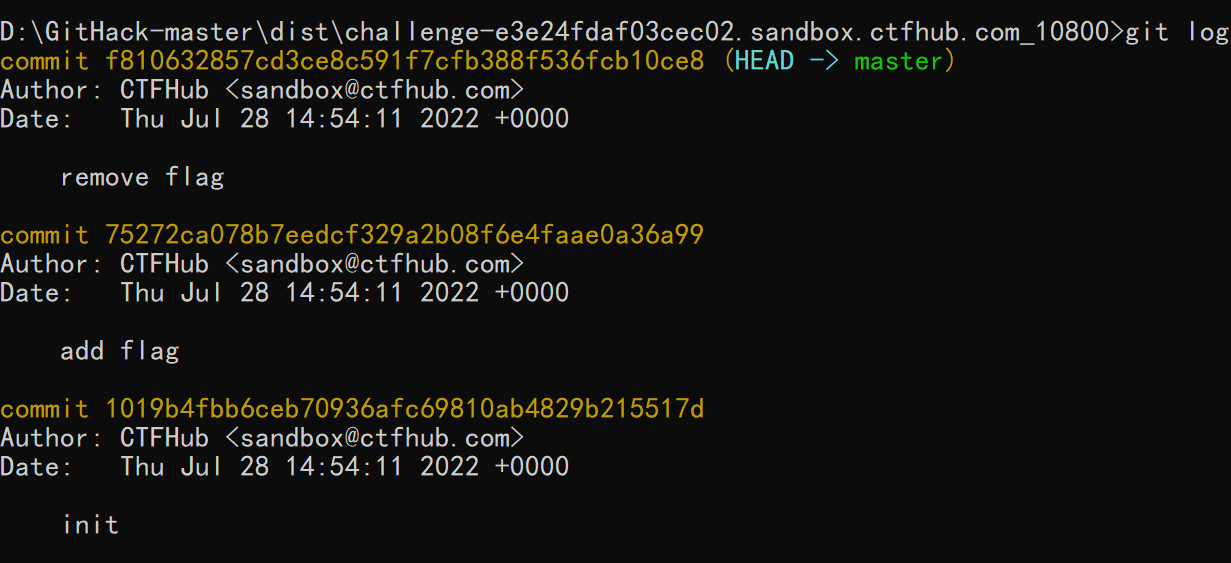 D:\GitHack-master\dist\challenge-e3e24fdaf03cec02.sandbox.ctfhub.com_10800>git log
commit f810632857cd3ce8c591f7cfb388f536fcb10ce8 (HEAD -> master)
Author: CTFHub <sandbox@ctfhub.com>
Date:   Thu Jul 28 14:54:11 2022 +0000
remove flag
commit 75272ca078b7eedcf329a2b08f6e4faae0a36a99
Author: CTFHub <sandbox@ctfhub.com>
Date:   Thu Jul 28 14:54:11 2022 +0000
add flag
commit 1019b4fbb6ceb70936afc69810ab4829b215517d
Author: CTFHub <sandbox@ctfhub.com>
Date:   Thu Jul 28 14:54:11 2022 +0000
init